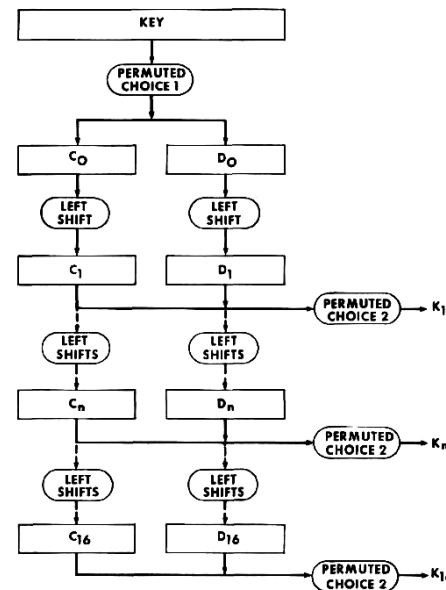 KEY
PERMUTED
CHOICE 1
C0
D0
LEFT
SHIFT
LEFT
SHIFT
C1
D1
PERMUTED
CHOICE 2
K1
LEFT
SHIFTS
LEFT
SHIFTS
Cn
Dn
PERMUTED
CHOICE 2
Kn
LEFT
SHIFTS
LEFT
SHIFTS
C16
D16
PERMUTED
CHOICE 2